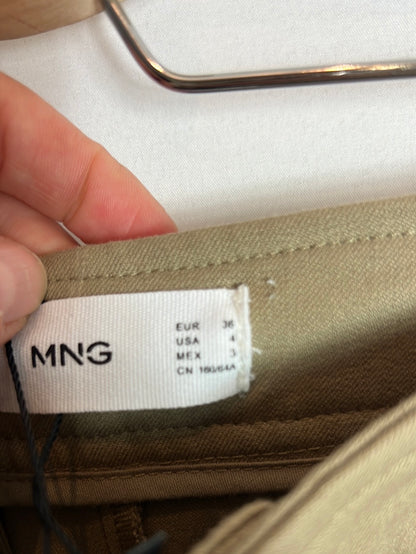 MNG
EUR 36
USA 4
MEX 3
CN 160/64A